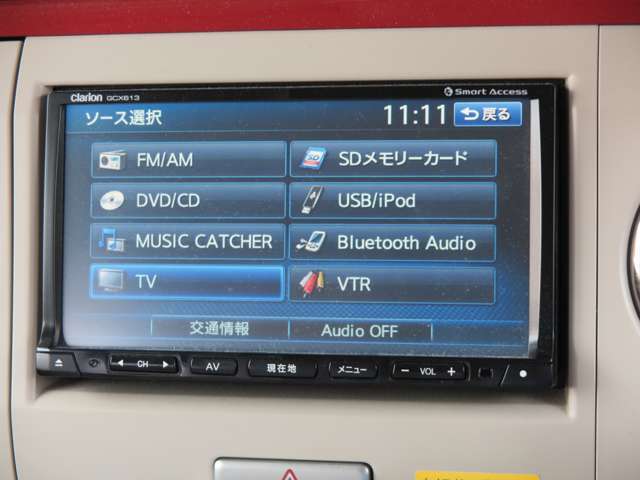 clarion GCX613 Smart Access
ソース選択 11:11 戻る
FM/AM SDメモリーカード
DVD/CD USB/iPod
MUSIC CATCHER Bluetooth Audio
TV VTR
交通情報 Audio OFF
CH AV 現在地 メニュー − VOL +